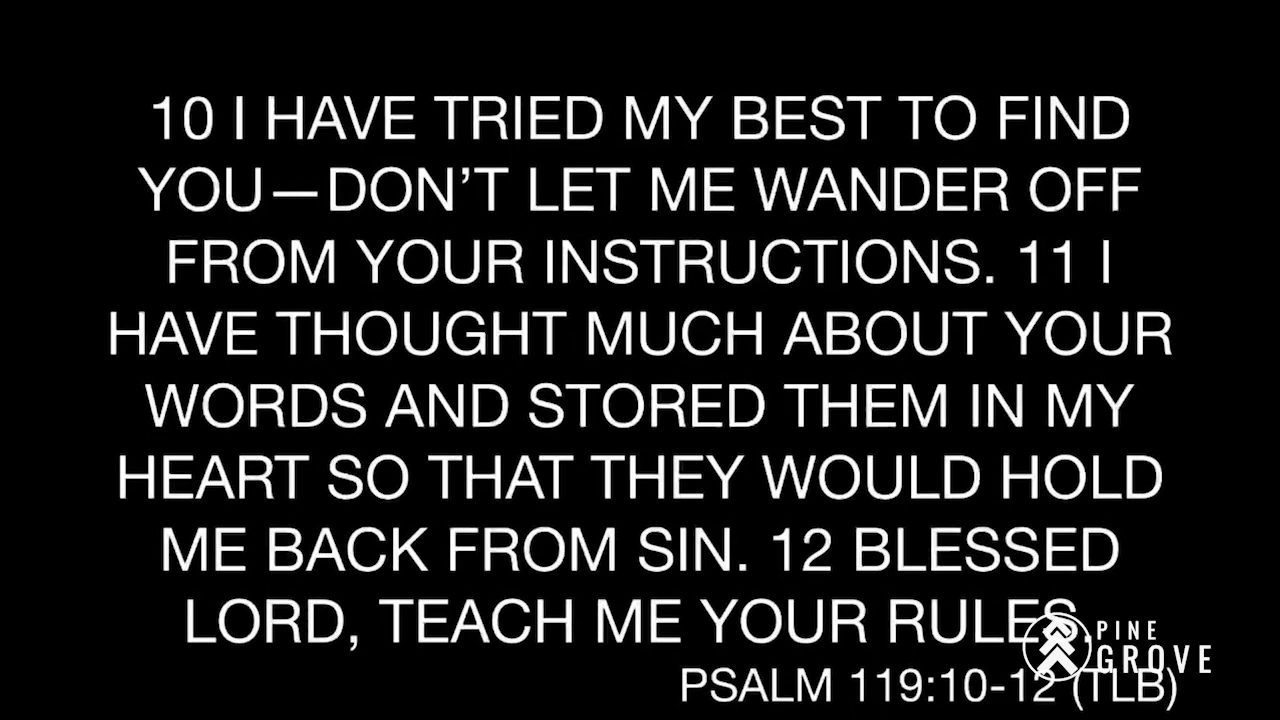 10 I HAVE TRIED MY BEST TO FIND
YOU—DON’T LET ME WANDER OFF
FROM YOUR INSTRUCTIONS. 11 I
HAVE THOUGHT MUCH ABOUT YOUR
WORDS AND STORED THEM IN MY
HEART SO THAT THEY WOULD HOLD
ME BACK FROM SIN. 12 BLESSED
LORD, TEACH ME YOUR RULES.
PINE
GROVE
PSALM 119:10-12 (TLB)